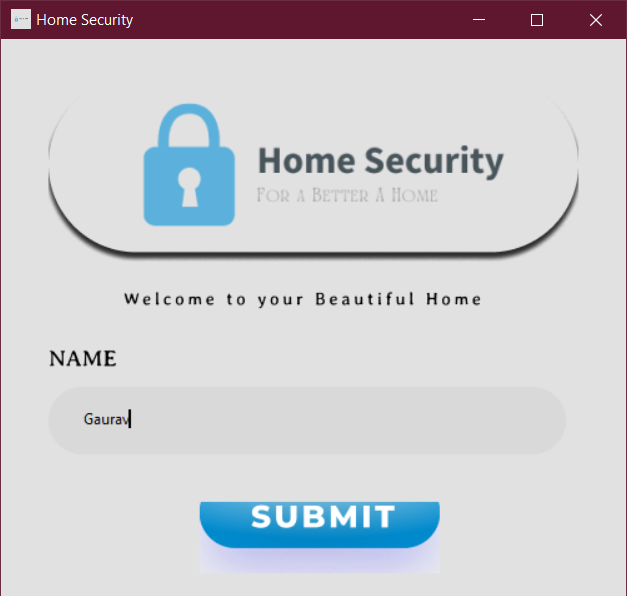 Home Security
Home Security
For a Better A Home
Welcome to your Beautiful Home
NAME
Gaurav
SUBMIT